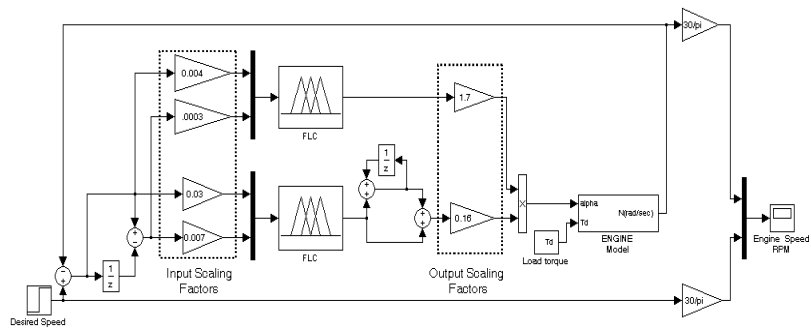 30/pi
0.004
.0003
FLC
1.7
1
z
0.03
0.007
FLC
+
+
+
+
0.16
×
alpha
Td
N(rad/sec)
ENGINE
Model
Td
Load torque
Engine Speed
RPM
+
−
1
z
−
+
Input Scaling
Factors
Output Scaling
Factors
Desired Speed
30/pi